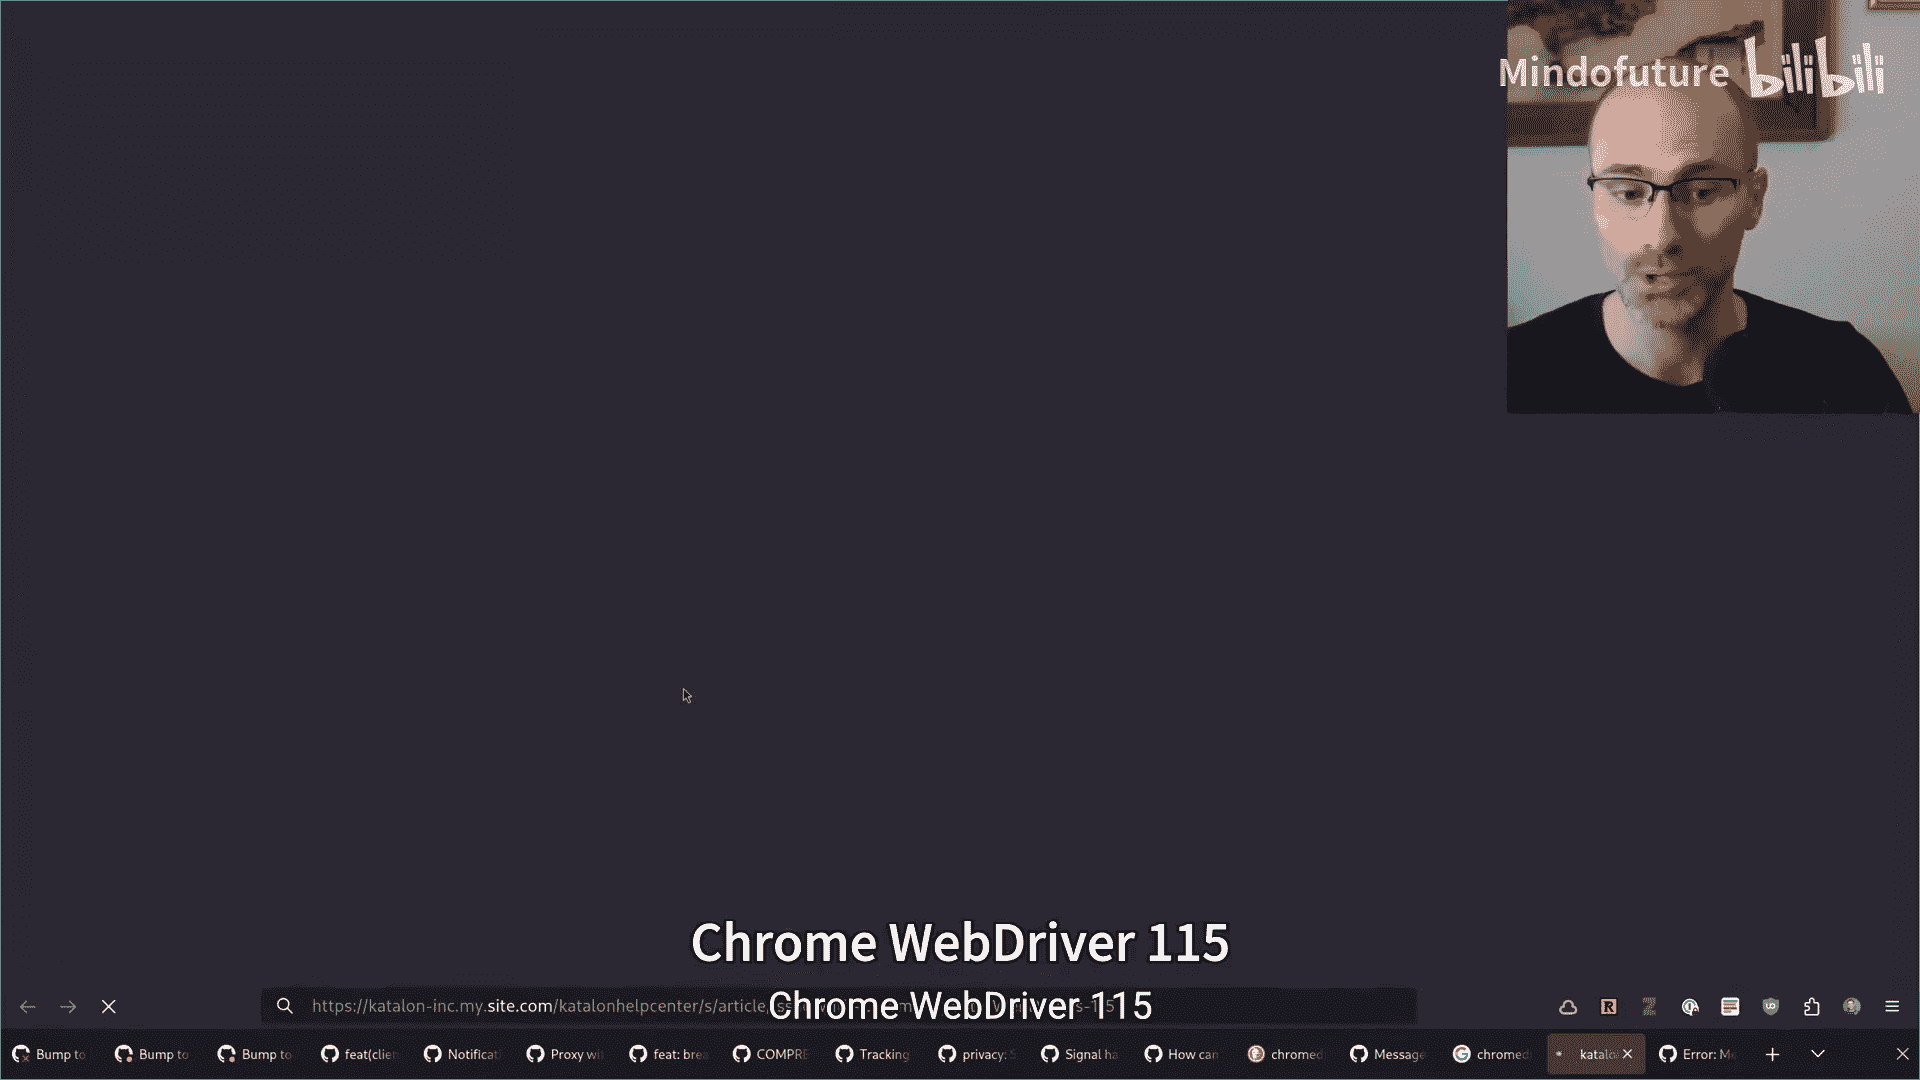 Mindofuture bilibili
Chrome WebDriver 115
https://katalon-inc.my.site.com/katalonhelpcenter/s/article
Chrome WebDriver 115
Bump to
Bump to
Bump to
feat(clien
Notificat
Proxy wi
feat: brea
COMPRE
Tracking
privacy: S
Signal ha
How can
chromed
Message
chromed
katalo
Error: Me